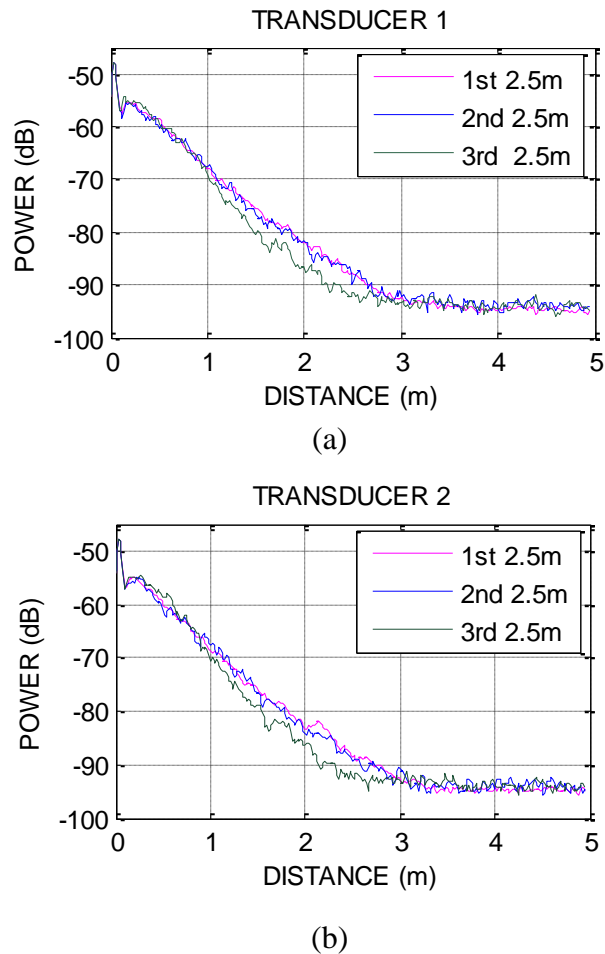 TRANSDUCER 1
-50
-60
-70
-80
-90
-100
POWER (dB)
1st 2.5m
2nd 2.5m
3rd 2.5m
0 1 2 3 4 5
DISTANCE (m)
(a)
TRANSDUCER 2
-50
-60
-70
-80
-90
-100
POWER (dB)
1st 2.5m
2nd 2.5m
3rd 2.5m
0 1 2 3 4 5
DISTANCE (m)
(b)